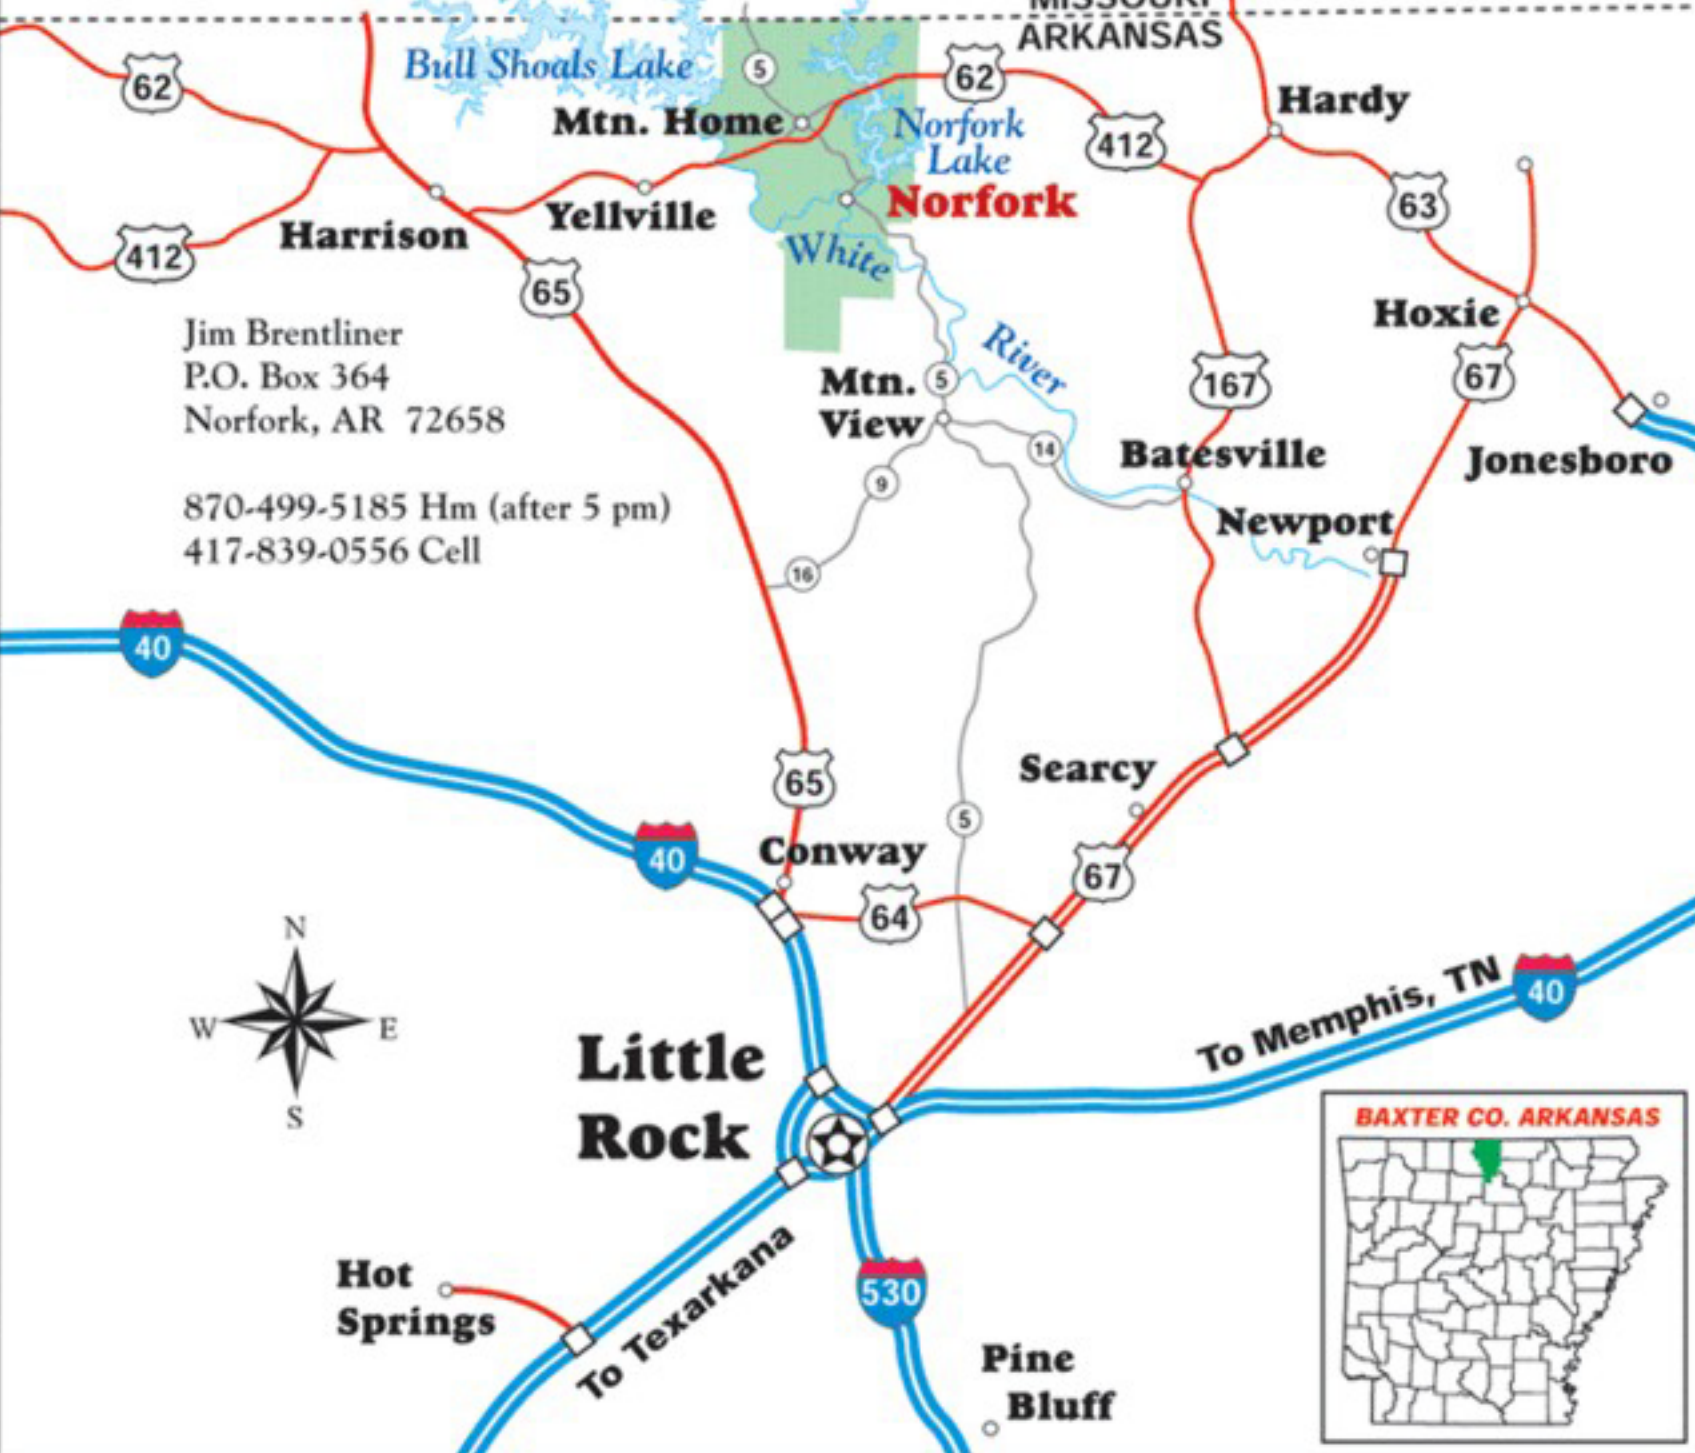 MISSOURI
ARKANSAS
Bull Shoals Lake
5
62
62
Mtn. Home
Norfork
Lake
412
Hardy
Norfork
63
Yellville
Harrison
412
White
65
Hoxie
River
Jim Brentliner
P.O. Box 364
Norfork, AR 72658
870-499-5185 Hm (after 5 pm)
417-839-0556 Cell
Mtn.
View
5
167
67
14
Batesville
Jonesboro
9
Newport
16
40
65
Searcy
5
40
Conway
64
67
N
W
E
S
Little
Rock
To Memphis, TN
40
BAXTER CO. ARKANSAS
To Texarkana
Hot
Springs
530
Pine
Bluff